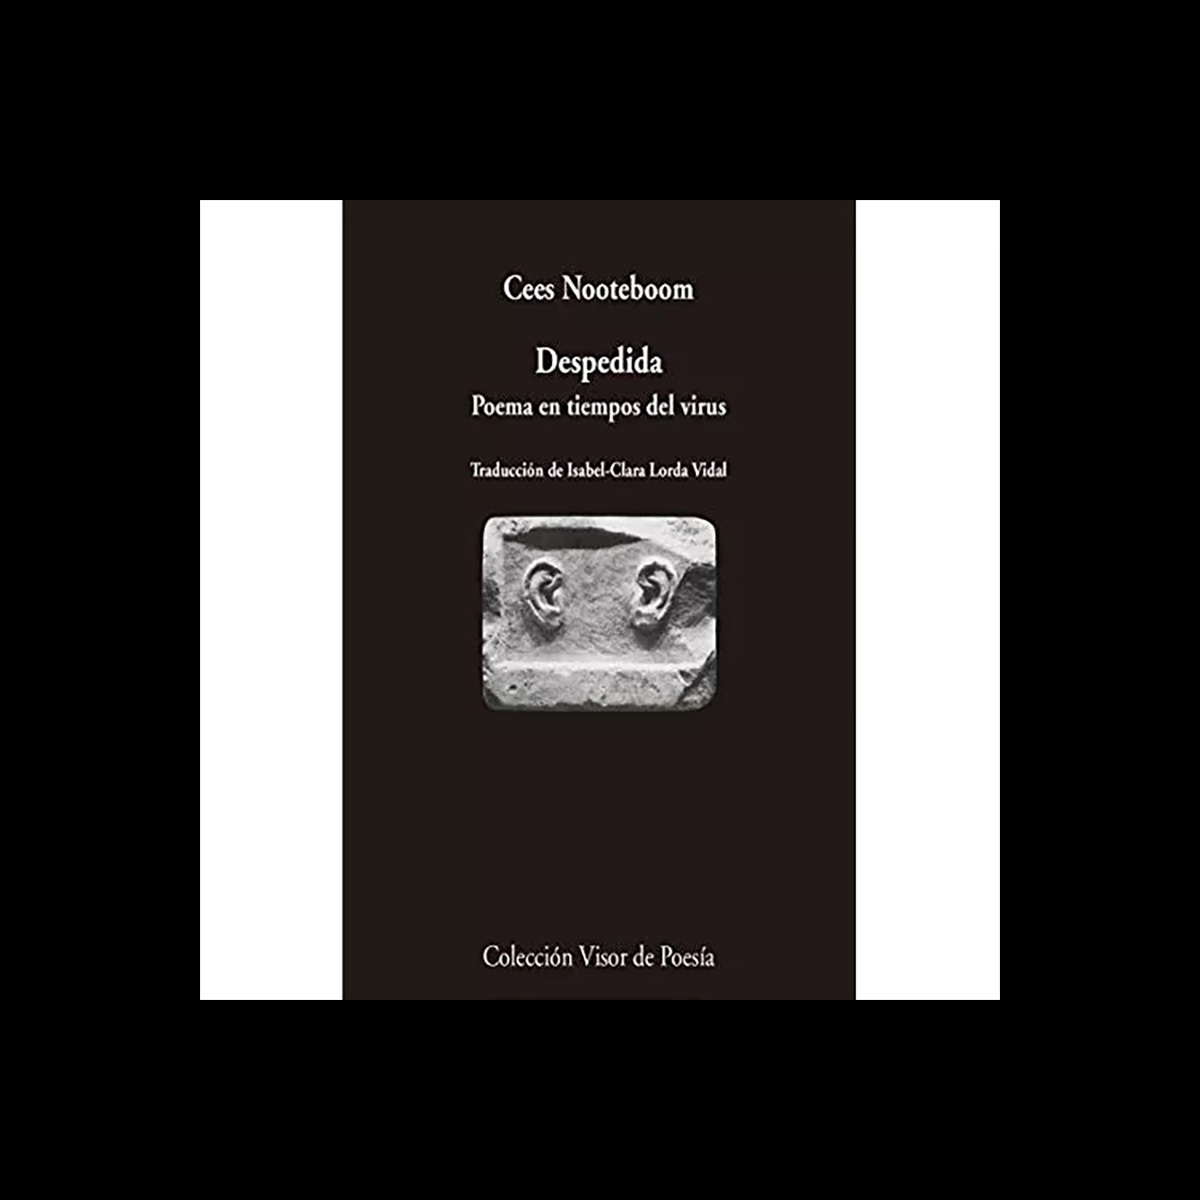 Cees Nooteboom
Despedida
Poema en tiempos del virus
Traducción de Isabel-Clara Lorda Vidal
Colección Visor de Poesía